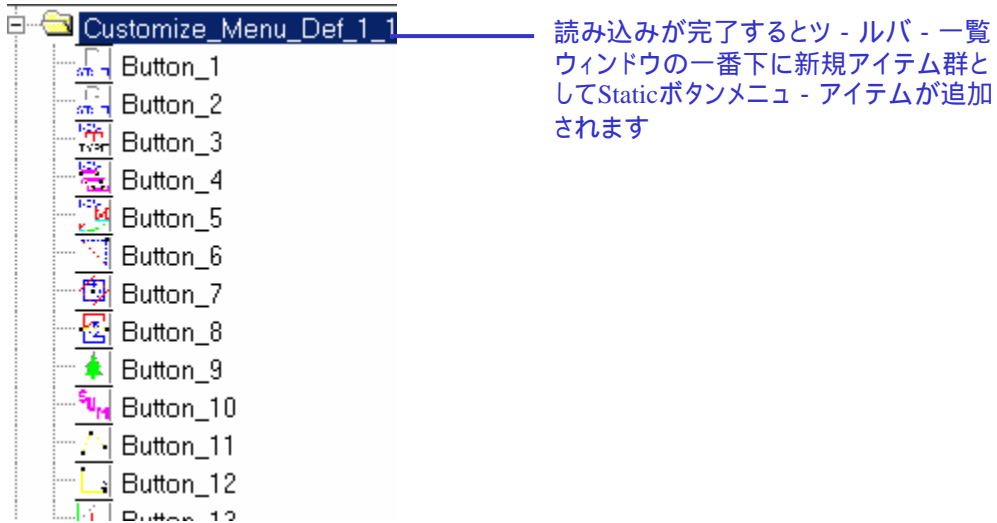 Customize_Menu_Def_1_1
Button_1
Button_2
Button_3
Button_4
Button_5
Button_6
Button_7
Button_8
Button_9
SUM Button_10
Button_11
Button_12
Button_13
読み込みが完了するとツ - ルバ - 一覧
ウィンドウの一番下に新規アイテム群と
してStaticボタンメニュ - アイテムが追加
されます